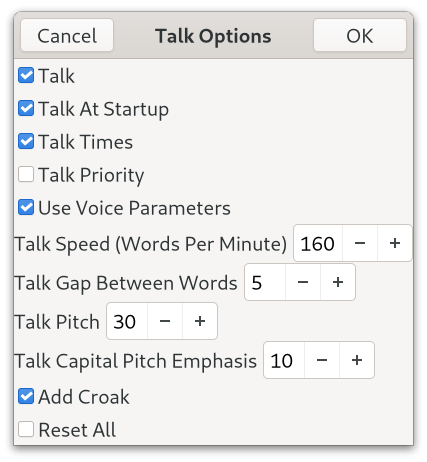 Cancel Talk Options OK
Talk
Talk At Startup
Talk Times
Talk Priority
Use Voice Parameters
Talk Speed (Words Per Minute) 160 − +
Talk Gap Between Words 5 − +
Talk Pitch 30 − +
Talk Capital Pitch Emphasis 10 − +
Add Croak
Reset All